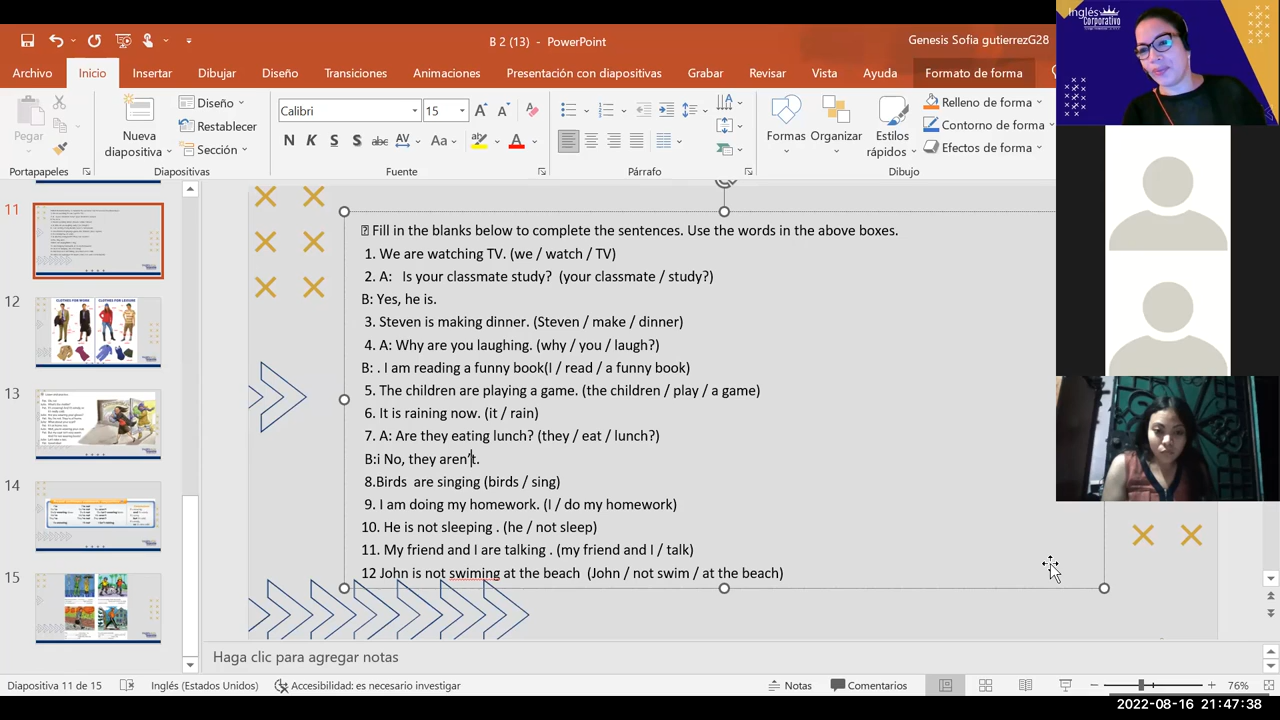 B 2 (13) - PowerPoint
Genesis Sofia gutierrezG28
Archivo Inicio Insertar Dibujar Diseño Transiciones Animaciones Presentación con diapositivas Grabar Revisar Vista Ayuda Formato de forma
Pegar
Nueva diapositiva
Diseño
Restablecer
Sección
Calibri 15
N K S S abc AV Aa A
Formas Organizar Estilos rápidos
Relleno de forma
Contorno de forma
Efectos de forma
Portapapeles Diapositivas Fuente Párrafo Dibujo
Inglés
Corporativo
11
12
13
14
15
CLOTHES FOR WORK CLOTHES FOR LEISURE
Fill in the blanks below to complete the sentences. Use the words in the above boxes.
1. We are watching TV. (we / watch / TV)
2. A: Is your classmate study? (your classmate / study?)
B: Yes, he is.
3. Steven is making dinner. (Steven / make / dinner)
4. A: Why are you laughing. (why / you / laugh?)
B: . I am reading a funny book(I / read / a funny book)
5. The children are playing a game. (the children / play / a game)
6. It is raining now. (it / rain)
7. A: Are they eating lunch? (they / eat / lunch?)
B:i No, they aren't.
8.Birds are singing (birds / sing)
9. I am doing my homework. (I / do my homework)
10. He is not sleeping . (he / not sleep)
11. My friend and I are talking . (my friend and I / talk)
12 John is not swiming at the beach (John / not swim / at the beach)
Haga clic para agregar notas
Diapositiva 11 de 15 Inglés (Estados Unidos) Accesibilidad: es necesario investigar Notas Comentarios 76%
2022-08-16 21:47:38